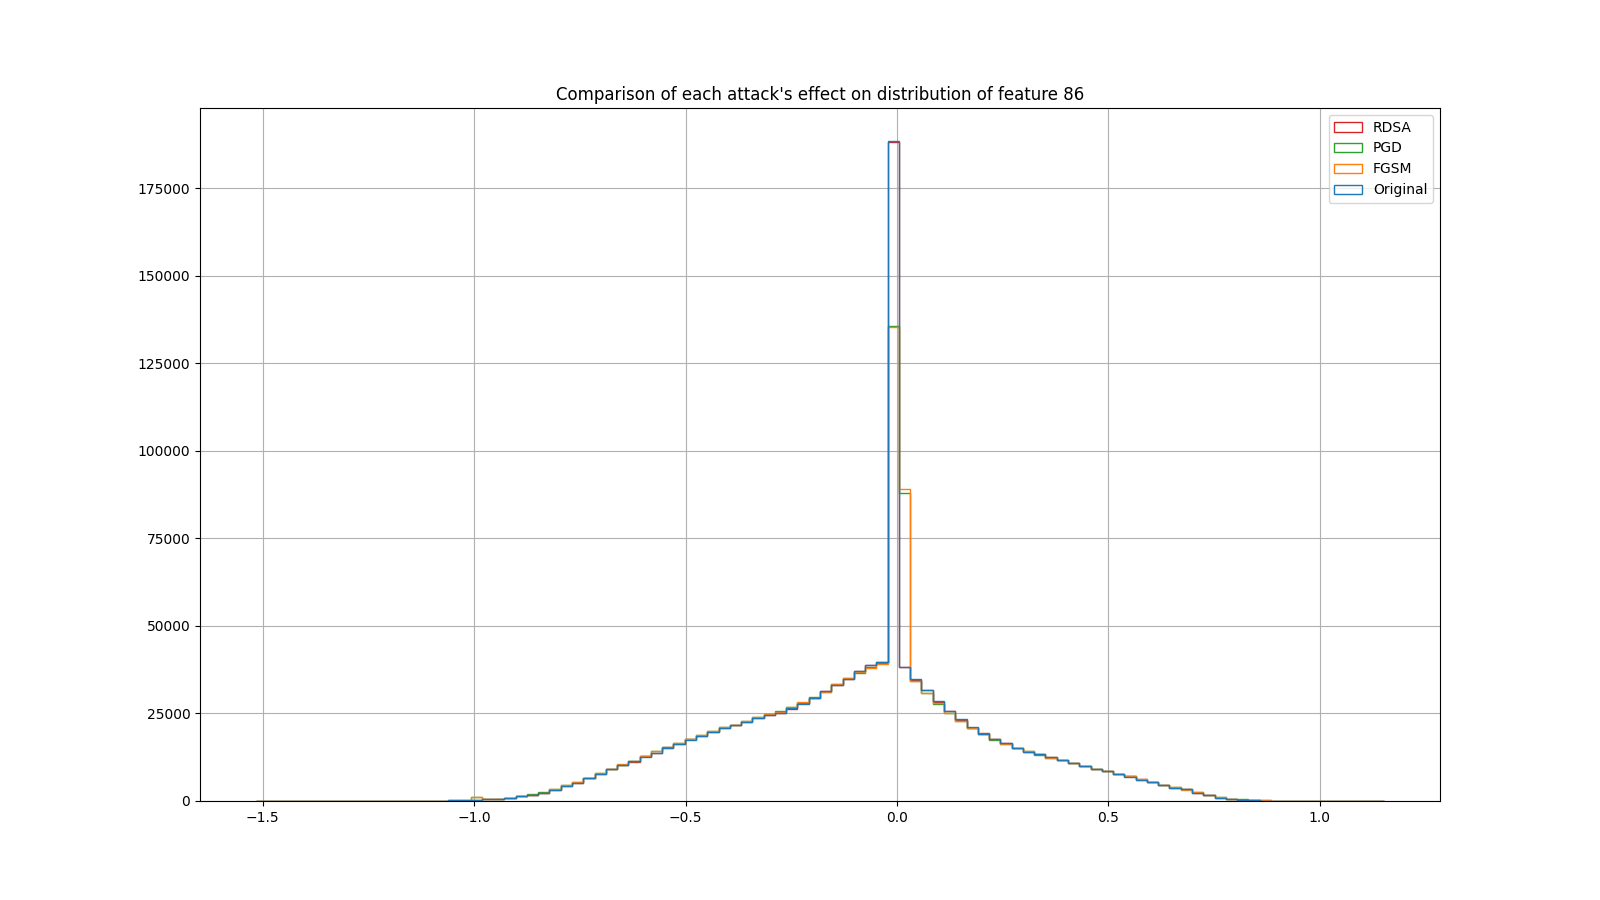 Comparison of each attack's effect on distribution of feature 86
RDSA
PGD
FGSM
Original
175000
150000
125000
100000
75000
50000
25000
0
−1.5 −1.0 −0.5 0.0 0.5 1.0